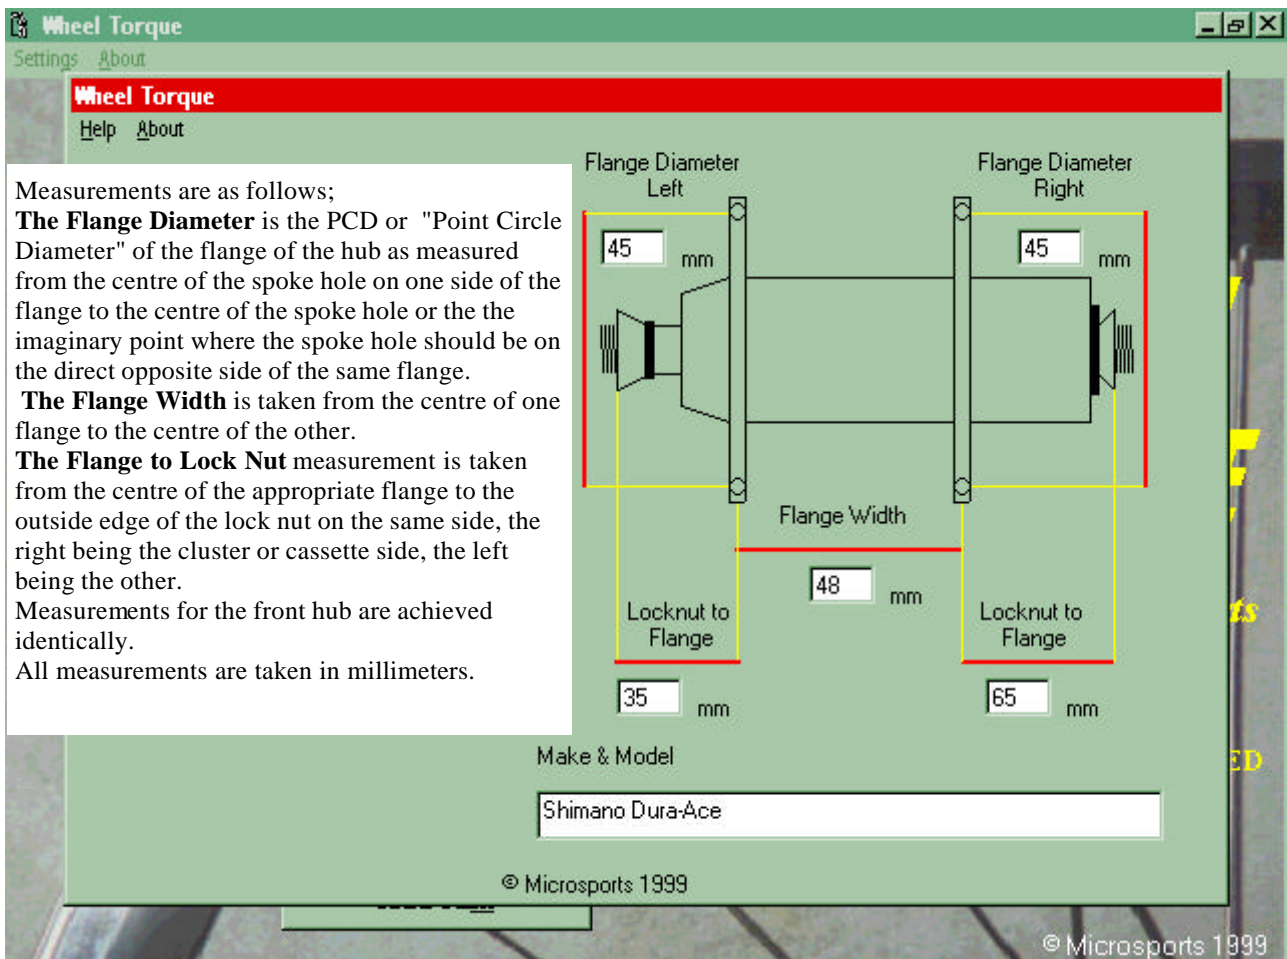 Wheel Torque
Settings About
Wheel Torque
Help About
Measurements are as follows;
The Flange Diameter is the PCD or "Point Circle
Diameter" of the flange of the hub as measured
from the centre of the spoke hole on one side of the
flange to the centre of the spoke hole or the the
imaginary point where the spoke hole should be on
the direct opposite side of the same flange.
The Flange Width is taken from the centre of one
flange to the centre of the other.
The Flange to Lock Nut measurement is taken
from the centre of the appropriate flange to the
outside edge of the lock nut on the same side, the
right being the cluster or cassette side, the left
being the other.
Measurements for the front hub are achieved
identically.
All measurements are taken in millimeters.
Flange Diameter
Left
45 mm
Flange Diameter
Right
45 mm
Flange Width
48 mm
Locknut to
Flange
35 mm
Locknut to
Flange
65 mm
Make & Model
Shimano Dura-Ace
© Microsports 1999
ts
ED
© Microsports 1999